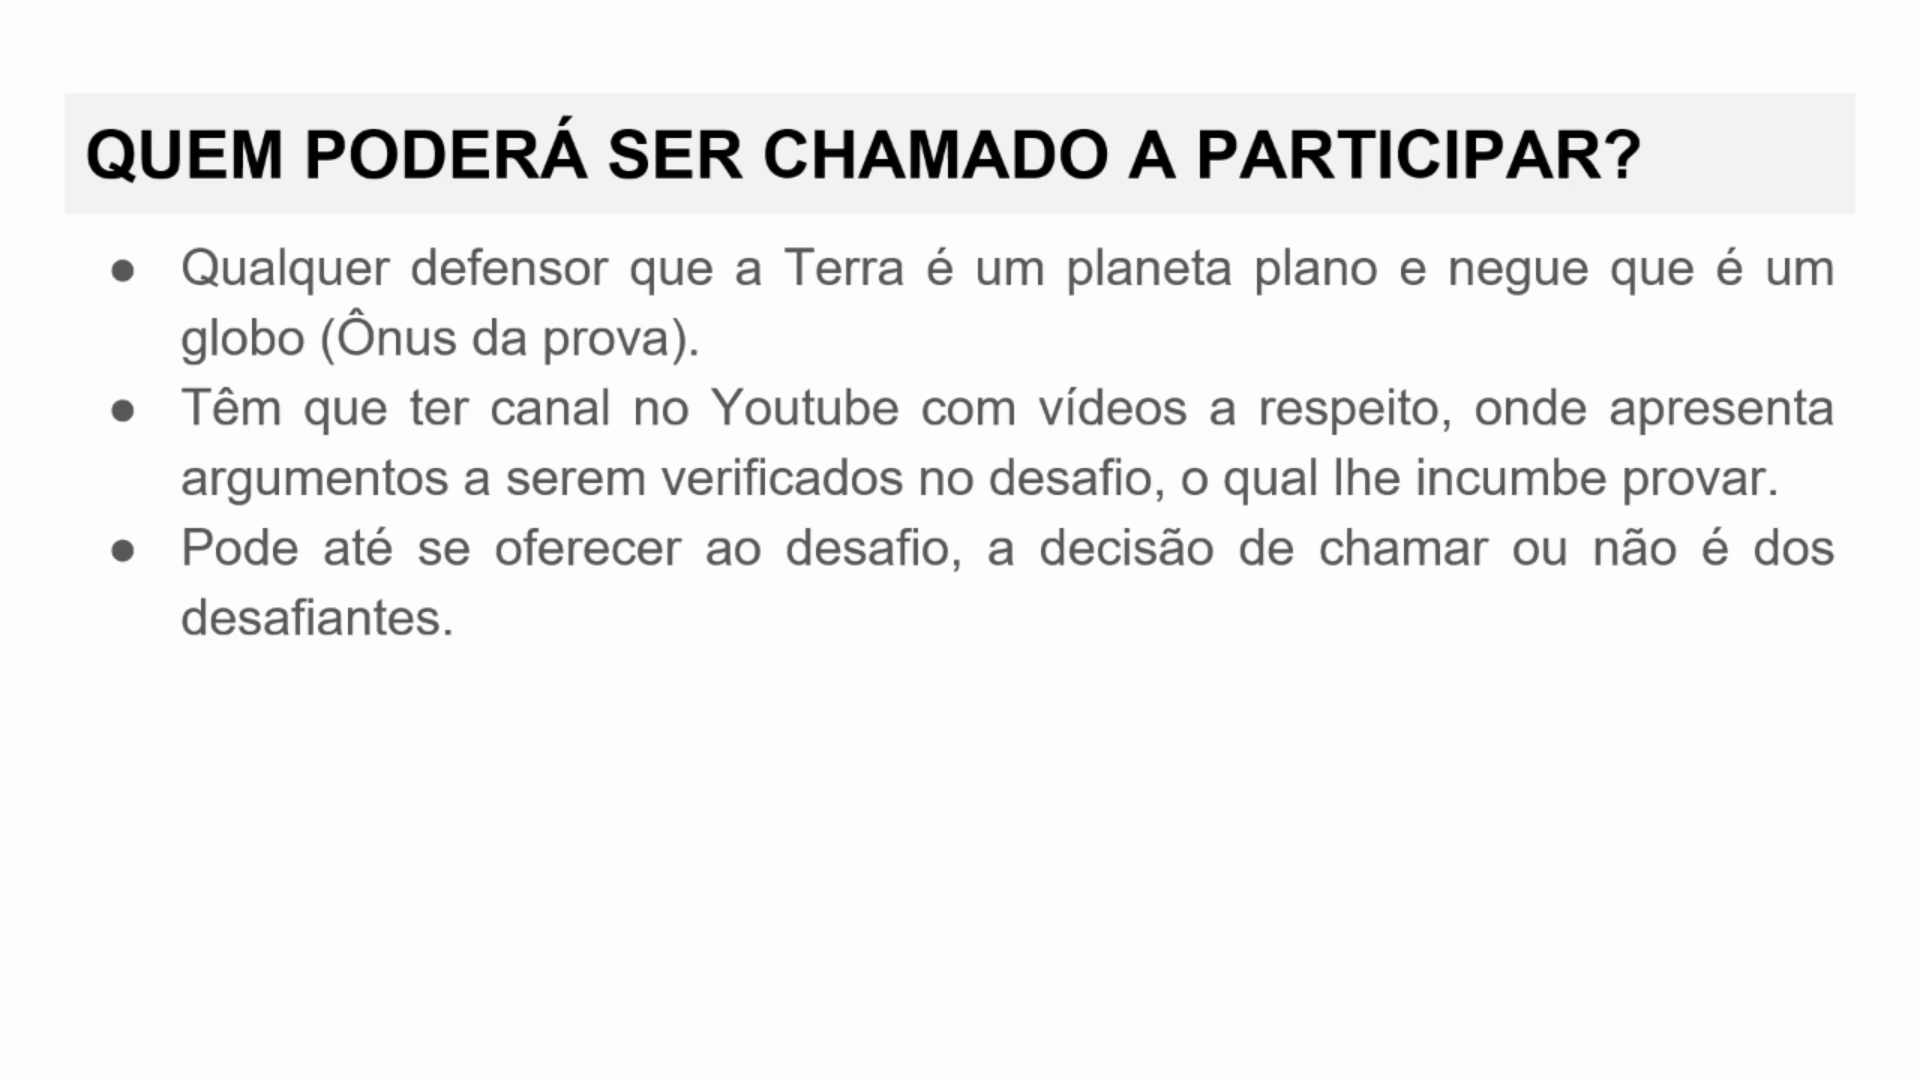 QUEM PODERÁ SER CHAMADO A PARTICIPAR?
● Qualquer defensor que a Terra é um planeta plano e negue que é um
globo (Ônus da prova).
● Têm que ter canal no Youtube com vídeos a respeito, onde apresenta
argumentos a serem verificados no desafio, o qual lhe incumbe provar.
● Pode até se oferecer ao desafio, a decisão de chamar ou não é dos
desafiantes.